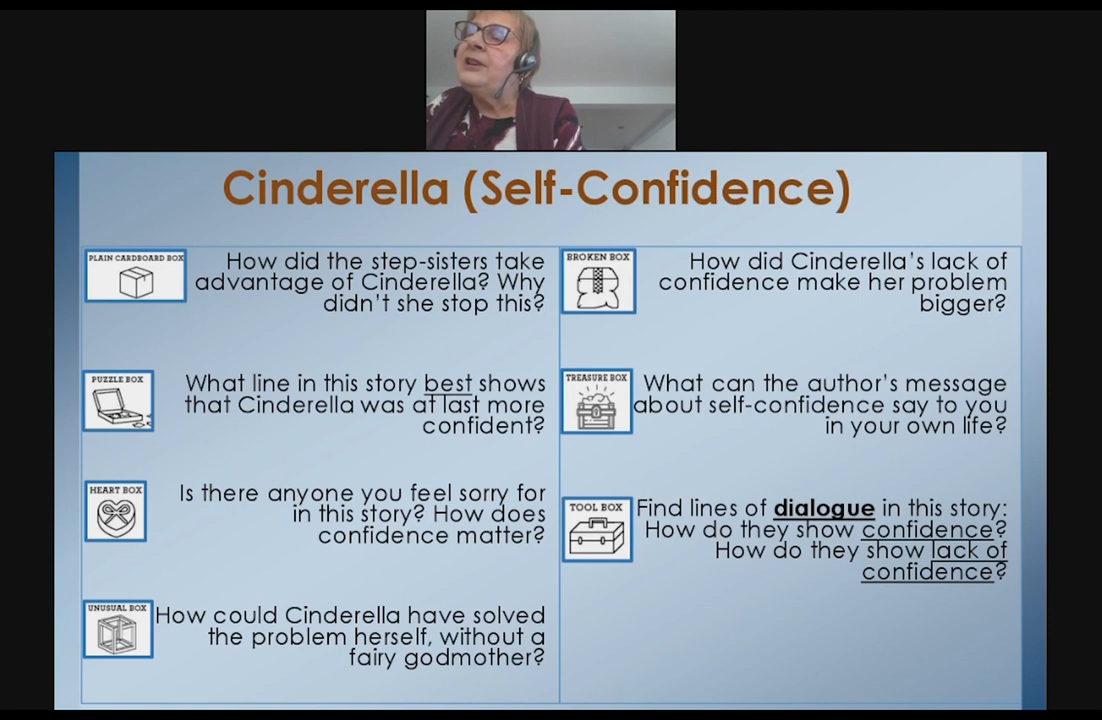 Cinderella (Self-Confidence)
PLAIN CARDBOARD BOX
How did the step-sisters take
advantage of Cinderella? Why
didn't she stop this?
PUZZLE BOX
What line in this story best shows
that Cinderella was at last more
confident?
HEART BOX
Is there anyone you feel sorry for
in this story? How does
confidence matter?
UNUSUAL BOX
How could Cinderella have solved
the problem herself, without a
fairy godmother?
BROKEN BOX
How did Cinderella's lack of
confidence make her problem
bigger?
TREASURE BOX
What can the author's message
about self-confidence say to you
in your own life?
TOOL BOX
Find lines of dialogue in this story:
How do they show confidence?
How do they show lack of
confidence?